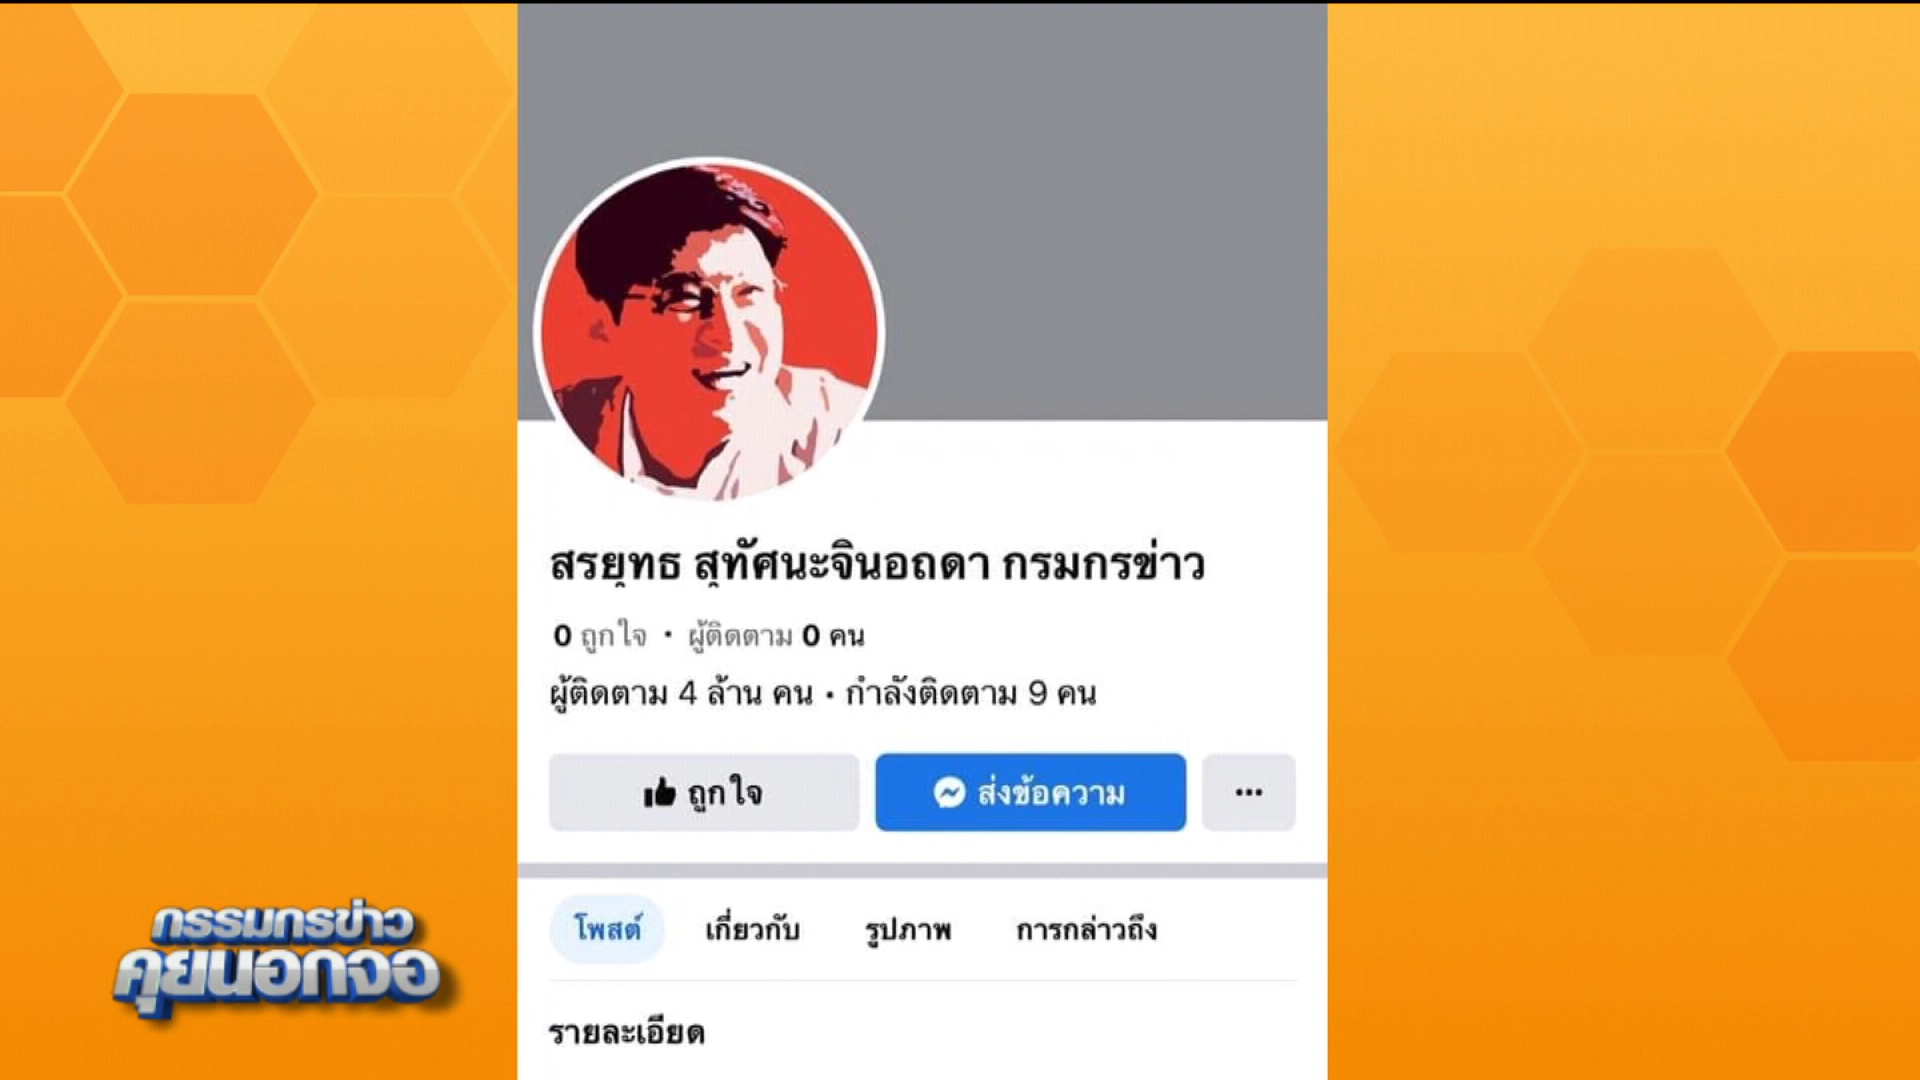 สรยุทธ สุทัศนะจินอถดา กรมกรข่าว
0 ถูกใจ • ผู้ติดตาม 0 คน
ผู้ติดตาม 4 ล้าน คน • กำลังติดตาม 9 คน
ถูกใจ
ส่งข้อความ
โพสต์ เกี่ยวกับ รูปภาพ การกล่าวถึง
รายละเอียด
กรรมกรข่าว
คุยนอกจอ